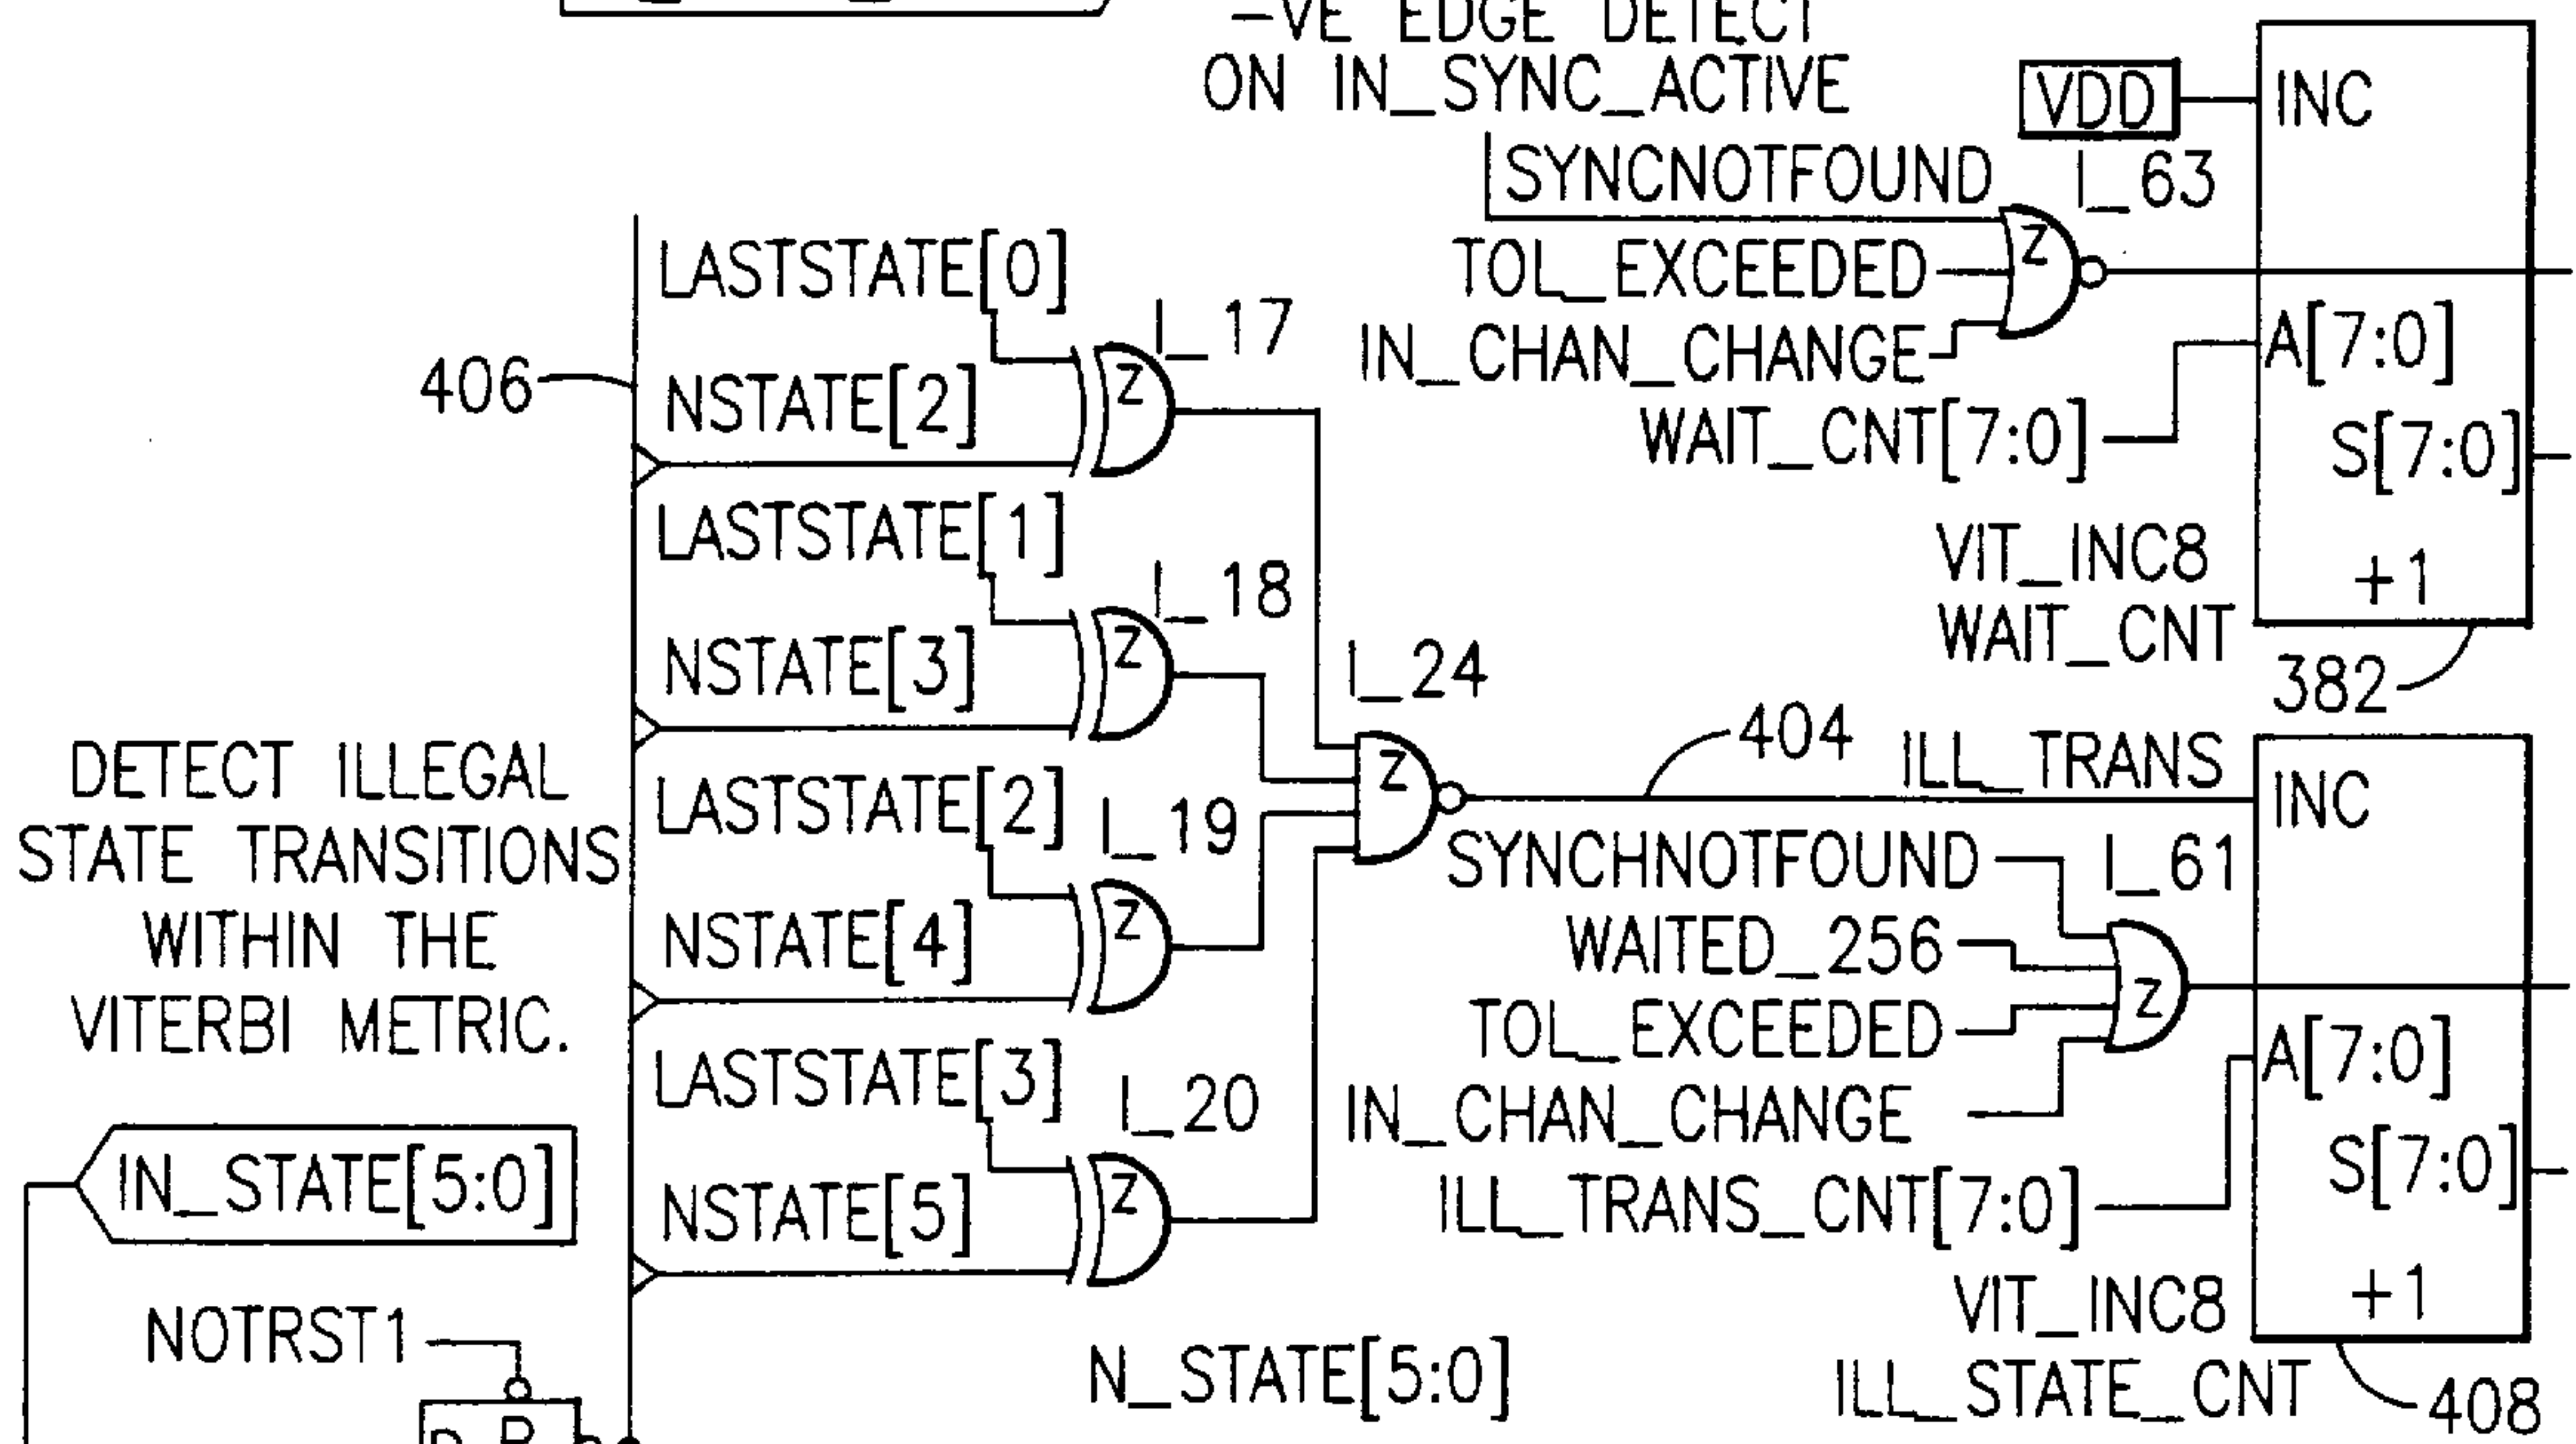 -VE EDGE DETECT
ON IN_SYNC_ACTIVE
VDD
INC
SYNCNOTFOUND
I_63
Z
TOL_EXCEEDED
IN_CHAN_CHANGE
A[7:0]
WAIT_CNT[7:0]
S[7:0]
VIT_INC8
+1
WAIT_CNT
382
LASTSTATE[0]
I_17
406
NSTATE[2]
Z
LASTSTATE[1]
I_18
NSTATE[3]
Z
I_24
Z
404
ILL_TRANS
INC
DETECT ILLEGAL
STATE TRANSITIONS
WITHIN THE
VITERBI METRIC.
LASTSTATE[2]
I_19
NSTATE[4]
Z
SYNCHNOTFOUND
I_61
WAITED_256
Z
TOL_EXCEEDED
IN_CHAN_CHANGE
A[7:0]
ILL_TRANS_CNT[7:0]
S[7:0]
LASTSTATE[3]
I_20
NSTATE[5]
Z
IN_STATE[5:0]
VIT_INC8
+1
ILL_STATE_CNT
408
NOTRST1
N_STATE[5:0]
R